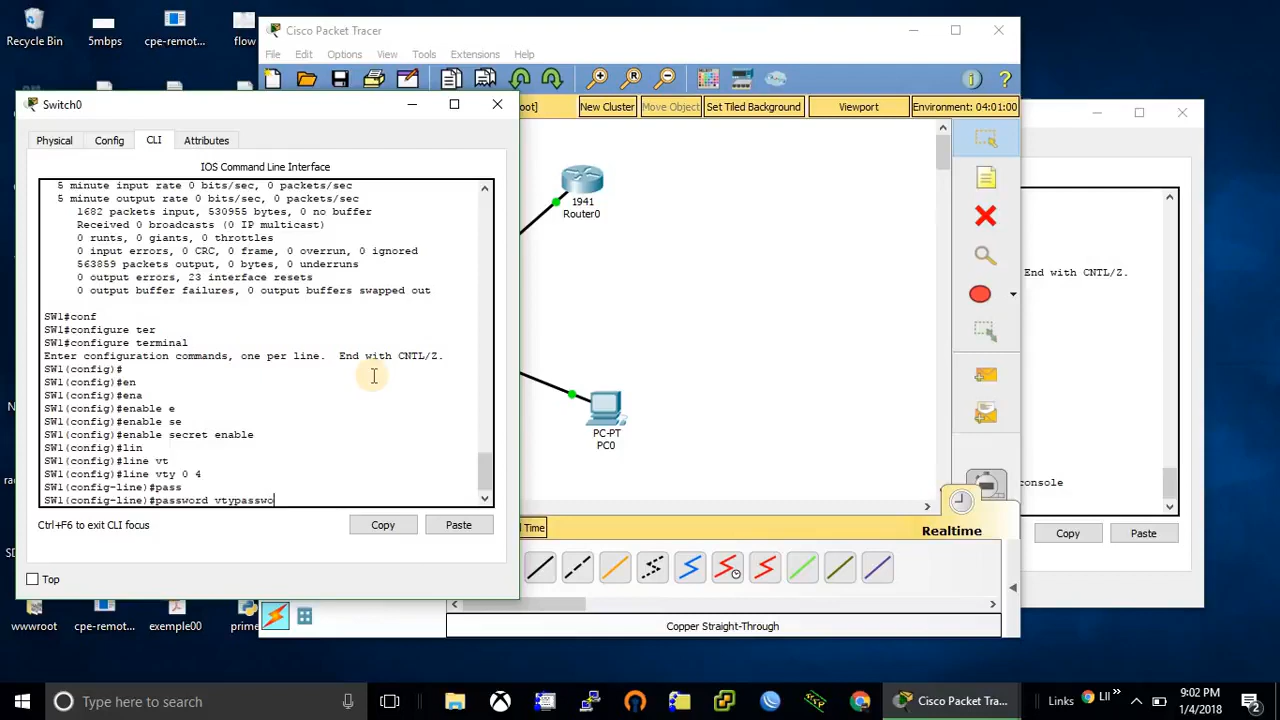 Recycle Bin
5mbps
cpe-remot...
flow
Cisco Packet Tracer
File Edit Options View Tools Extensions Help
Switch0
oot]
New Cluster
Move Object
Set Tiled Background
Viewport
Environment: 04:01:00
Physical
Config
CLI
Attributes
IOS Command Line Interface
5 minute input rate 0 bits/sec, 0 packets/sec
5 minute output rate 0 bits/sec, 0 packets/sec
1682 packets input, 530955 bytes, 0 no buffer
Received 0 broadcasts (0 IP multicast)
0 runts, 0 giants, 0 throttles
0 input errors, 0 CRC, 0 frame, 0 overrun, 0 ignored
563859 packets output, 0 bytes, 0 underruns
0 output errors, 23 interface resets
0 output buffer failures, 0 output buffers swapped out
SW1#conf
SW1#configure ter
SW1#configure terminal
Enter configuration commands, one per line. End with CNTL/Z.
SW1(config)#
SW1(config)#en
SW1(config)#ena
SW1(config)#enable e
SW1(config)#enable se
SW1(config)#enable secret enable
SW1(config)#lin
SW1(config)#line vt
SW1(config)#line vty 0 4
SW1(config-line)#pass
SW1(config-line)#password vtypasswo
Ctrl+F6 to exit CLI focus
Copy
Paste
Top
1941
Router0
PC-PT
PC0
End with CNTL/Z.
console
Copy
Paste
Time
Realtime
Copper Straight-Through
wwwroot
cpe-remot...
exemple00
prime
Type here to search
Cisco Packet Tra...
Links
LII
9:02 PM
1/4/2018